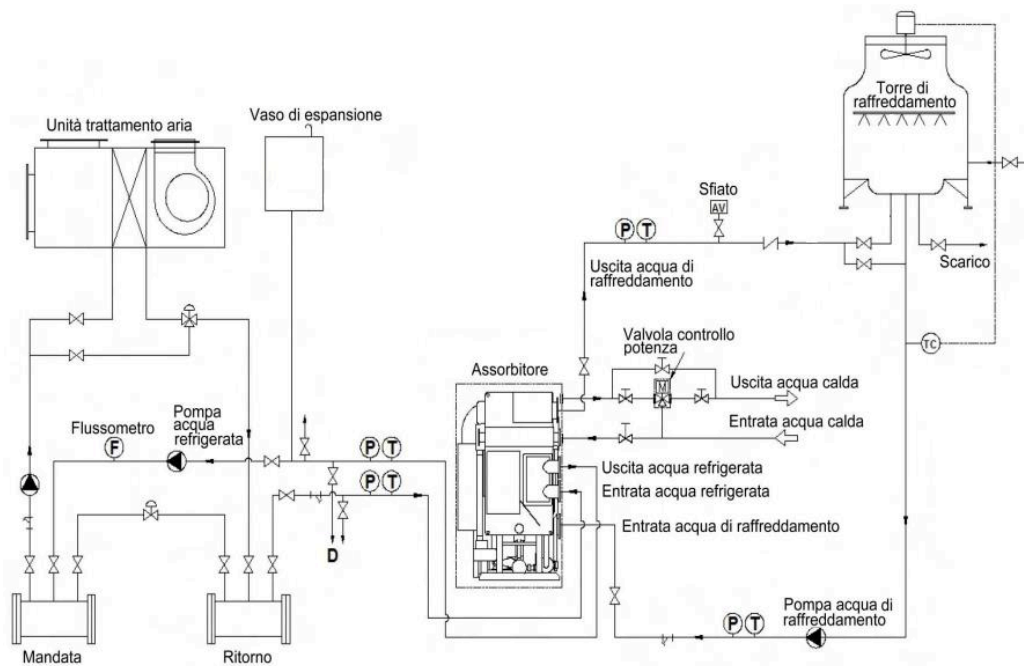 Unità trattamento aria
Vaso di espansione
Torre di
raffreddamento
Sfiato
AV
P T
Uscita acqua di
raffreddamento
Scarico
TC
Valvola controllo
potenza
M
Assorbitore
Uscita acqua calda
Entrata acqua calda
Pompa
acqua
refrigerata
Flussometro
F
P T
P T
Uscita acqua refrigerata
Entrata acqua refrigerata
Entrata acqua di raffreddamento
D
Pompa acqua di
raffreddamento
P T
Mandata
Ritorno